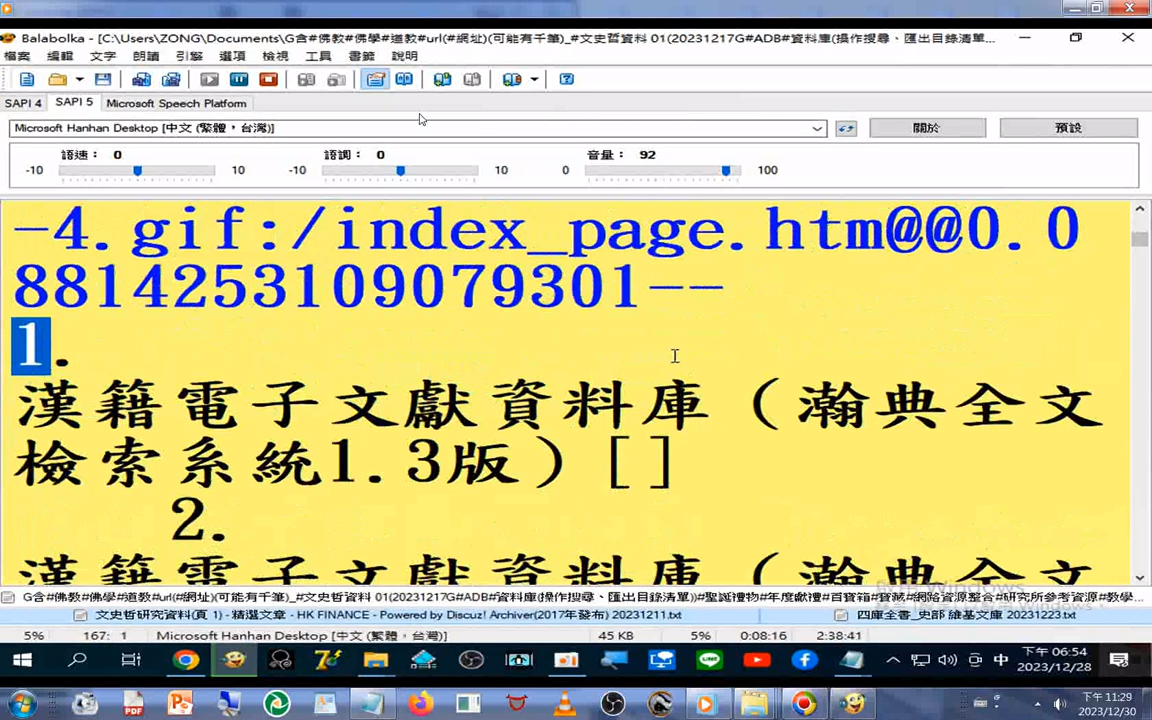 Balabolka - [C:\Users\ZONG\Documents\G含#佛教#佛學#道教#url(#網址)(可能有千筆)_#文史哲資料 01(20231217G#ADB#資料庫(操作搜尋、匯出目錄清單...
檔案 編輯 文字 朗讀 引擎 選項 檢視 工具 書籤 說明
SAPI 4 SAPI 5 Microsoft Speech Platform
Microsoft Hanhan Desktop [中文 (繁體，台灣)] 關於 預設
語速： 0 語調： 0 音量： 92
-10 10 -10 10 0 100
-4.gif:/index_page.htm@@0.0
8814253109079301--
1.
漢籍電子文獻資料庫（瀚典全文
檢索系統1.3版）[]
2.
漢籍電子文獻資料庫（瀚典全文
G含#佛教#佛學#道教#url(#網址)(可能有千筆)_#文史哲資料 01(20231217G#ADB#資料庫(操作搜尋、匯出目錄清單))#聖誕禮物#年度獻禮#百寶箱#寶藏#網路資源整合#研究所參考資源#教學...
文史哲研究資料(頁 1) - 精選文章 - HK FINANCE - Powered by Discuz! Archiver(2017年發布) 20231211.txt 四庫全書_史部 維基文庫 20231223.txt
5% 167: 1 Microsoft Hanhan Desktop [中文 (繁體，台灣)] 45 KB 5% 0:08:16 2:38:41
中 下午 06:54
2023/12/28
下午 11:29
2023/12/30